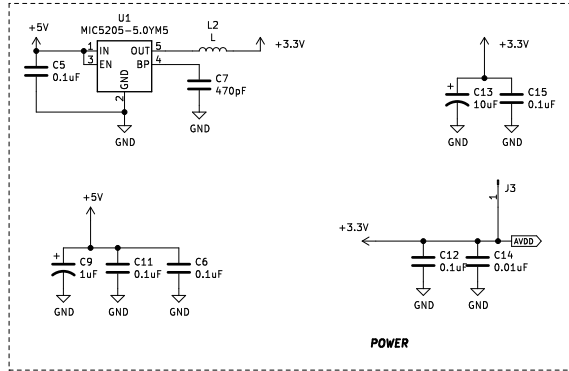 U1
MIC5205-5.0YM5
+5V
1 IN OUT 5
3 EN BP 4
GND
2
L2
L
+3.3V
C5
0.1uF
C7
470pF
GND
GND
+3.3V
C13
10uF
C15
0.1uF
GND
GND
+5V
C9
1uF
C11
0.1uF
C6
0.1uF
GND
GND
GND
J3
1
+3.3V
AVDD
C12
0.1uF
C14
0.01uF
GND
GND
POWER